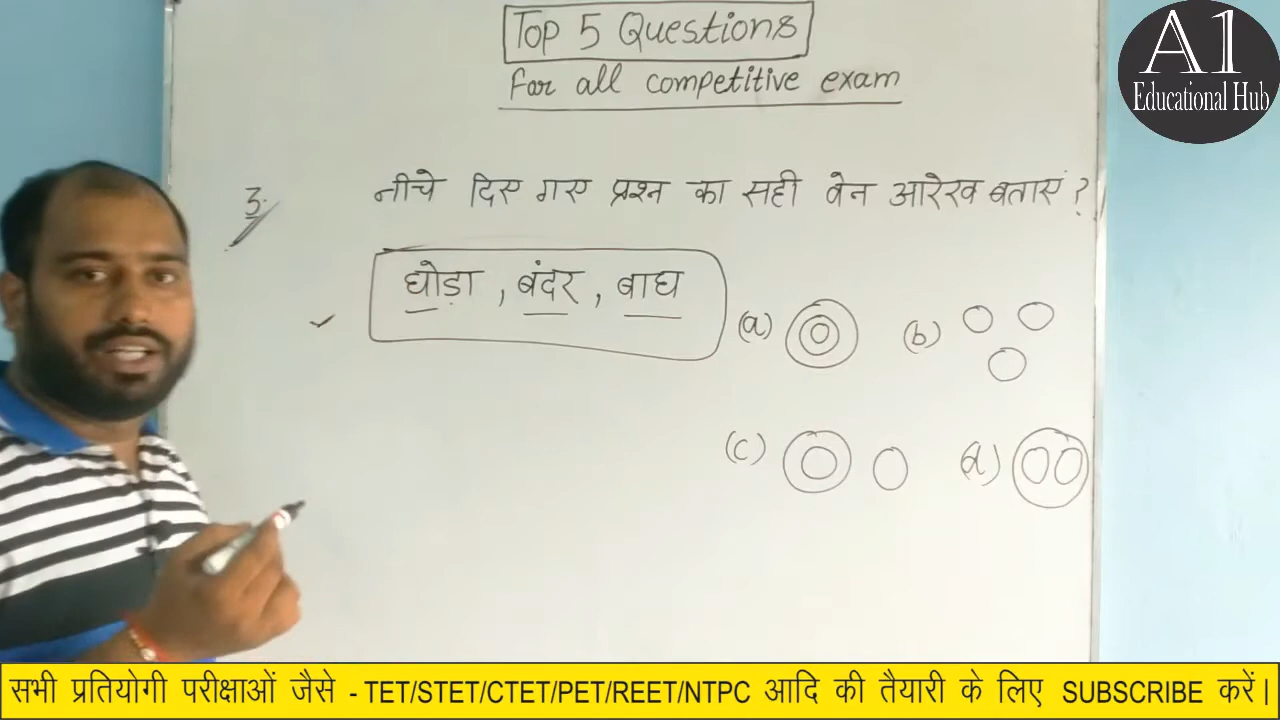 Top 5 Questions
For all competitive exam
A1
Educational Hub
3. नीचे दिए गए प्रश्न का सही वेन आरेख बताएं ?
घोड़ा , बंदर , बाघ
(a) (b)
(c) (d)
सभी प्रतियोगी परीक्षाओं जैसे - TET/STET/CTET/PET/REET/NTPC आदि की तैयारी के लिए SUBSCRIBE करें |